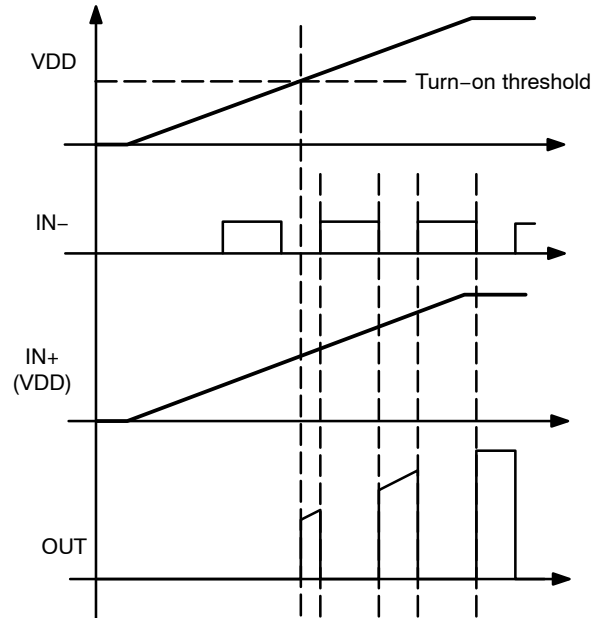 VDD
Turn−on threshold
IN−
IN+
(VDD)
OUT